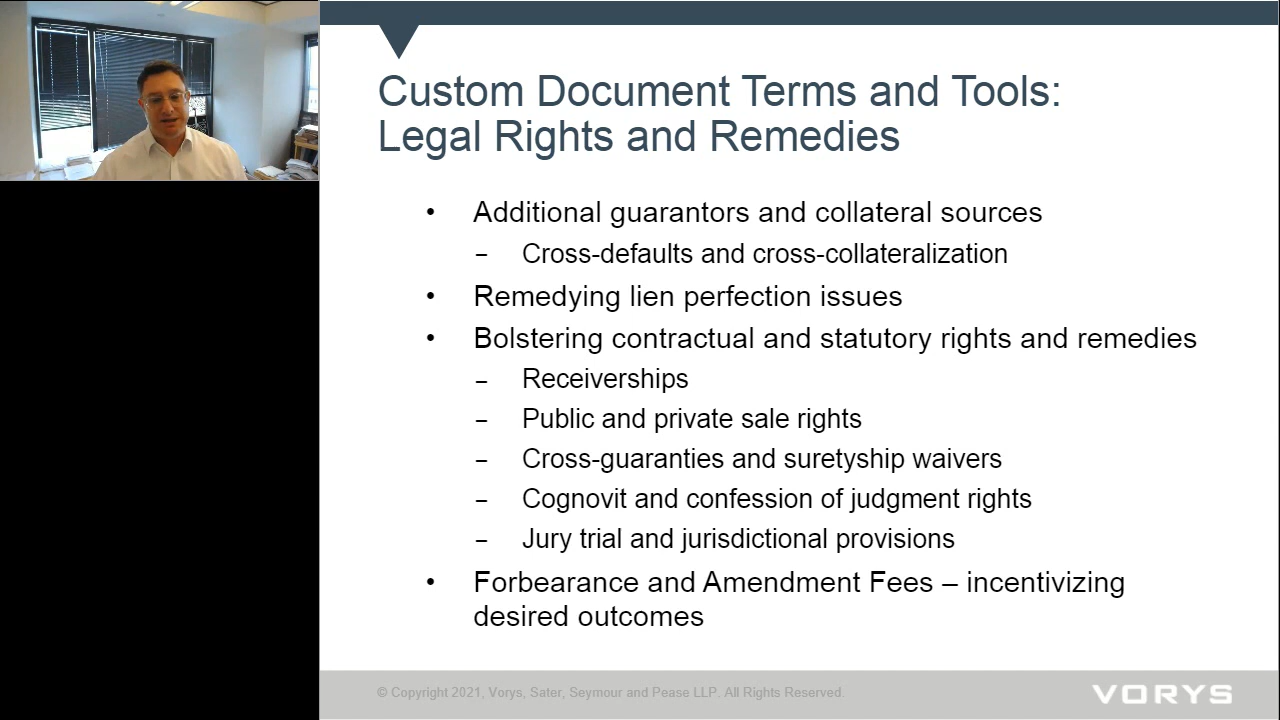 Custom Document Terms and Tools:
Legal Rights and Remedies
• Additional guarantors and collateral sources
– Cross-defaults and cross-collateralization
• Remedying lien perfection issues
• Bolstering contractual and statutory rights and remedies
– Receiverships
– Public and private sale rights
– Cross-guaranties and suretyship waivers
– Cognovit and confession of judgment rights
– Jury trial and jurisdictional provisions
• Forbearance and Amendment Fees – incentivizing
desired outcomes
© Copyright 2021, Vorys, Sater, Seymour and Pease LLP. All Rights Reserved.
VORYS